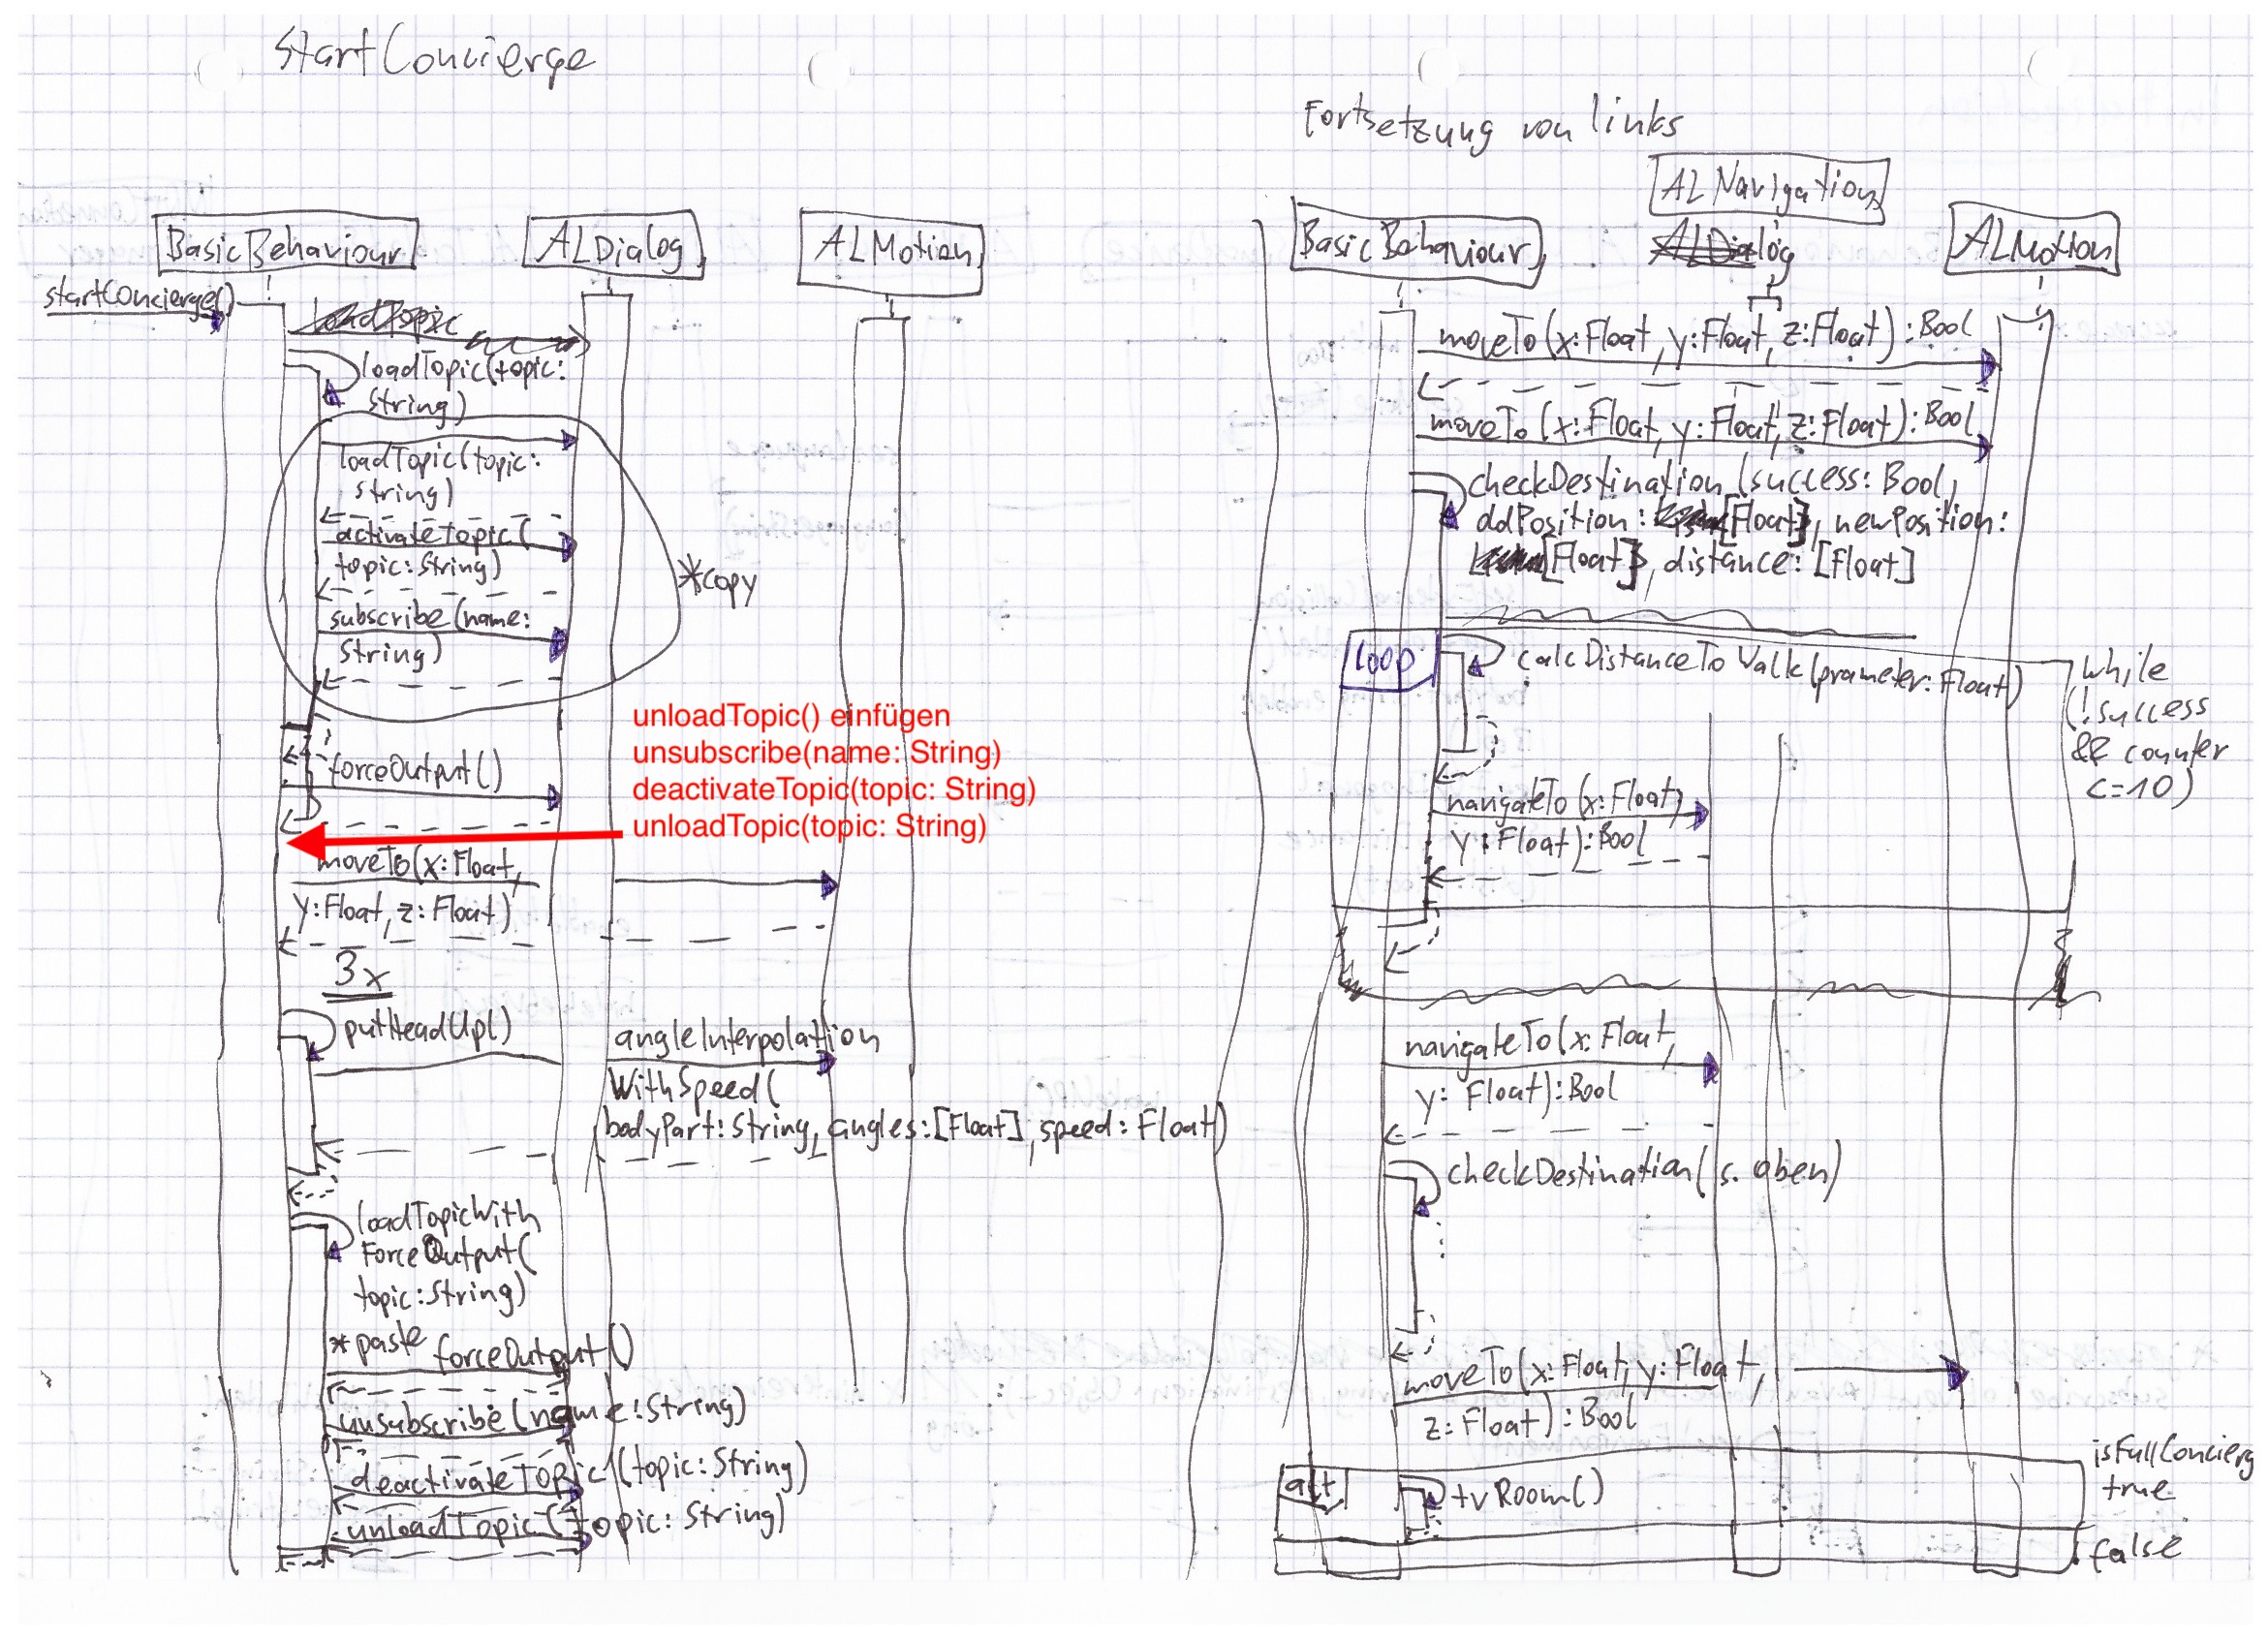 StartConcierge
BasicBehaviour
ALDialog
ALMotion
startConcierge()
loadTopic
loadTopic(topic:
String)
loadTopic(topic:
String)
activateTopic(
topic:String)
subscribe(name:
String)
*copy
forceOutput()
unloadTopic() einfügen
unsubscribe(name: String)
deactivateTopic(topic: String)
unloadTopic(topic: String)
moveTo(x:Float,
y:Float, z:Float)
3x
putHeadUp()
angleInterpolation
WithSpeed(
bodyPart:String, angles:[Float], speed:Float)
loadTopicWith
ForceOutput(
topic:String)
*paste forceOutput()
unsubscribe(name:String)
deactivateTopic(topic:String)
unloadTopic(topic:String)
Fortsetzung von links
BasicBehaviour
ALNavigation
ALDialog
ALMotion
moveTo(x:Float, y:Float, z:Float):Bool
moveTo(x:Float, y:Float, z:Float):Bool
checkDestination(success: Bool,
oldPosition: [Float], newPosition:
[Float], distance: [Float]
loop
calcDistanceToWalk(prameter:Float)
while
(!success
&& counter
<=10)
navigateTo(x:Float,
y:Float):Bool
navigateTo(x:Float,
y: Float):Bool
checkDestination(s. oben)
moveTo(x:Float, y:Float,
z:Float):Bool
alt
tvRoom()
isFullConcierg
true
false